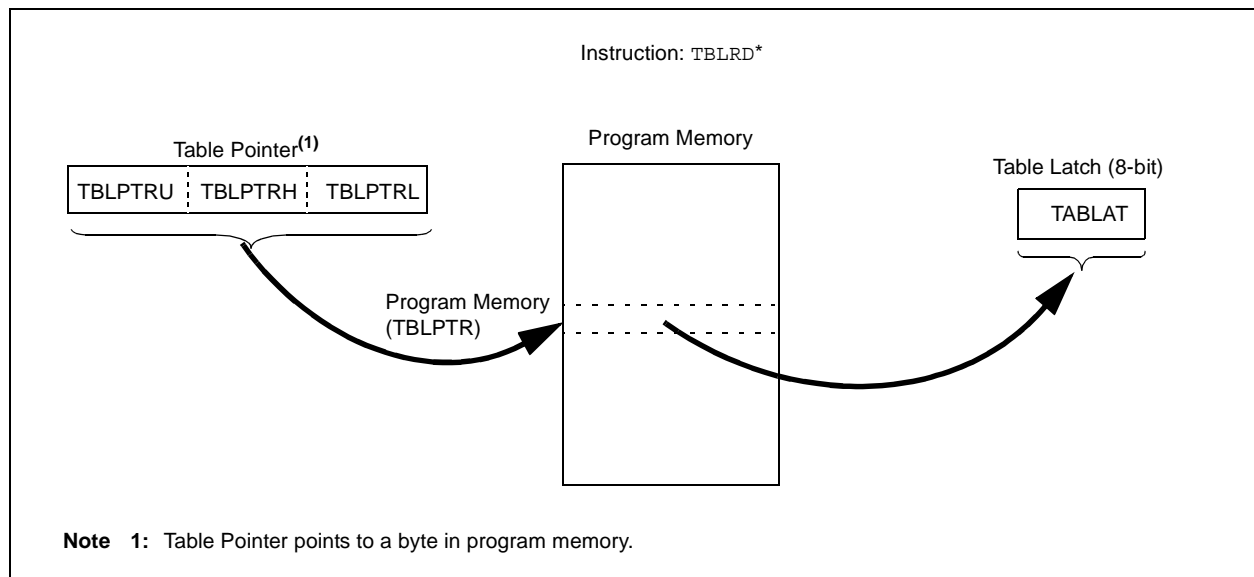 Instruction: TBLRD*
Table Pointer(1)
TBLPTRU TBLPTRH TBLPTRL
Program Memory
Table Latch (8-bit)
TABLAT
Program Memory
(TBLPTR)
Note 1: Table Pointer points to a byte in program memory.